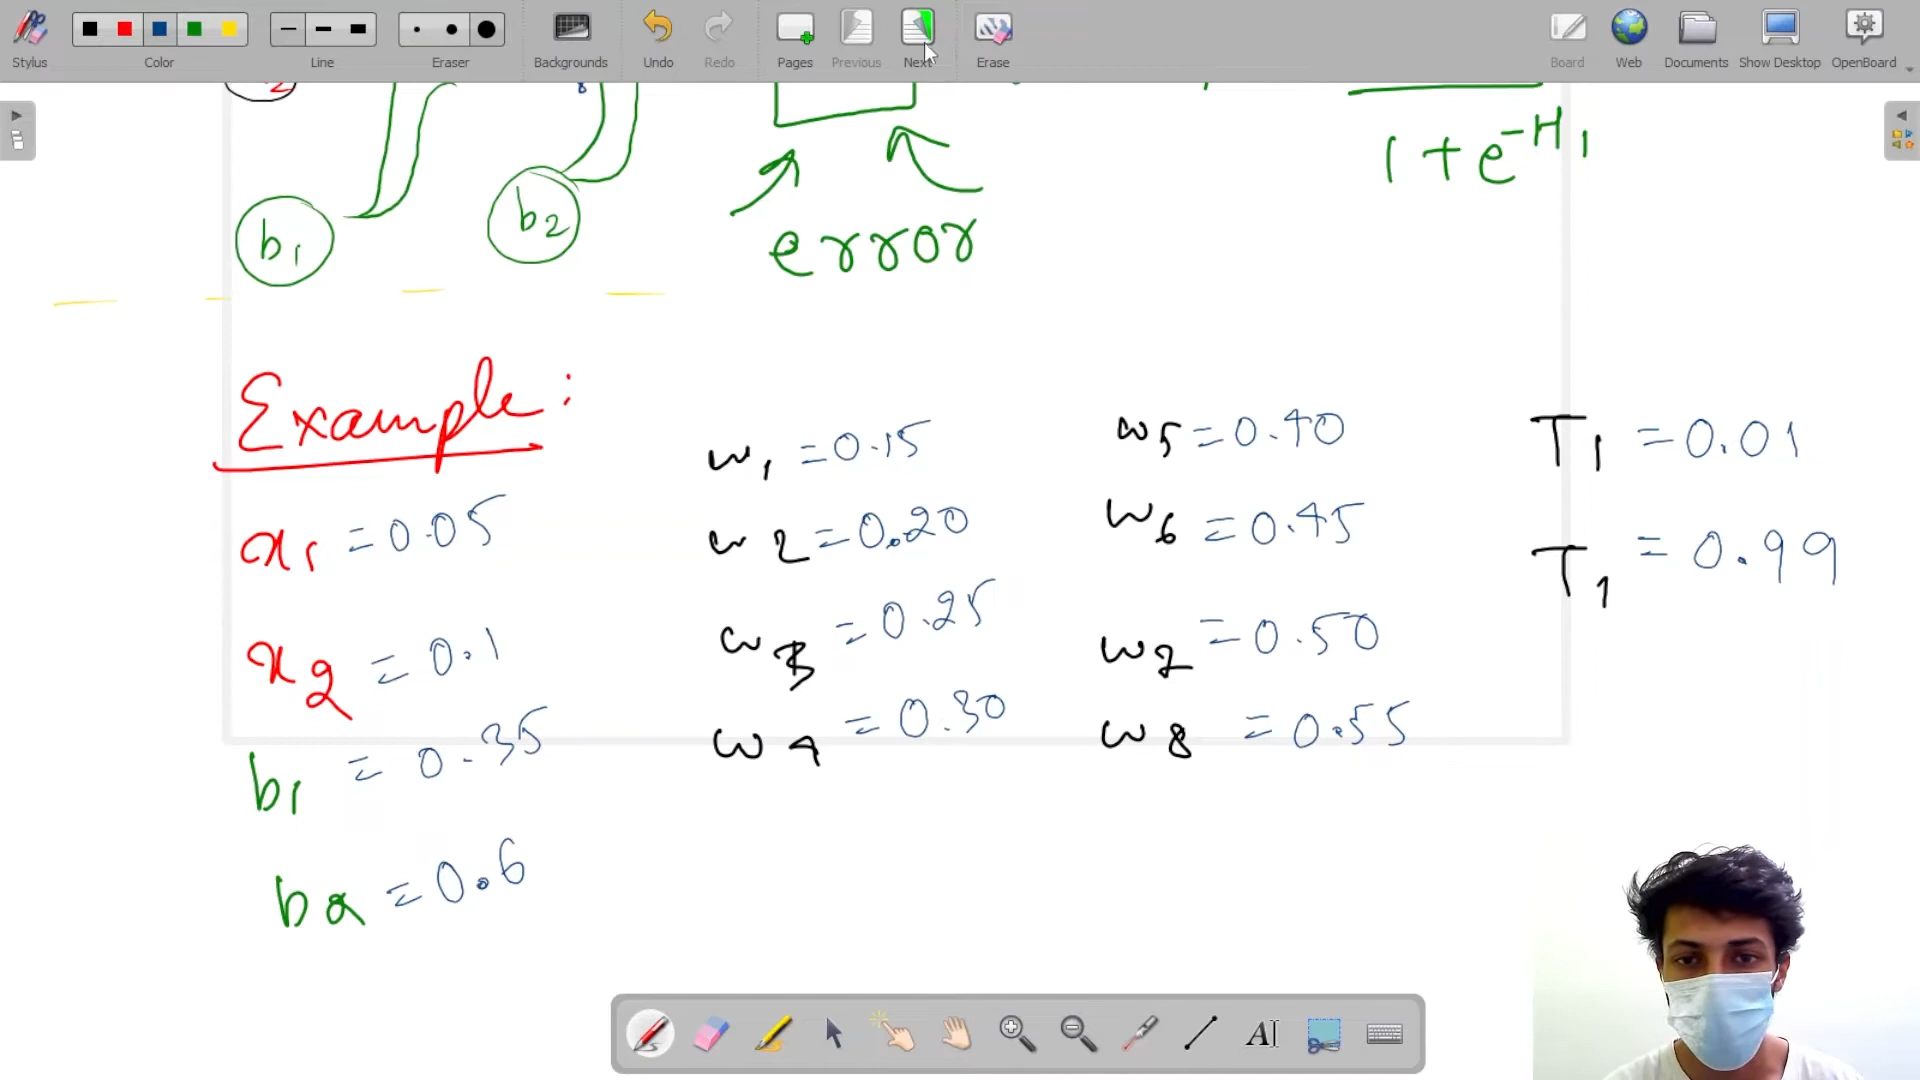 Stylus
Color
Line
Eraser
Backgrounds
Undo
Redo
Pages
Previous
Next
Erase
Board
Web
Documents
Show Desktop
OpenBoard
1 + e^-H1
b1
b2
error
Example:
x1 = 0.05
x2 = 0.1
b1 = 0.35
b2 = 0.6
w1 = 0.15
w2 = 0.20
w3 = 0.25
w4 = 0.30
w5 = 0.40
w6 = 0.45
w7 = 0.50
w8 = 0.55
T1 = 0.01
T1 = 0.99